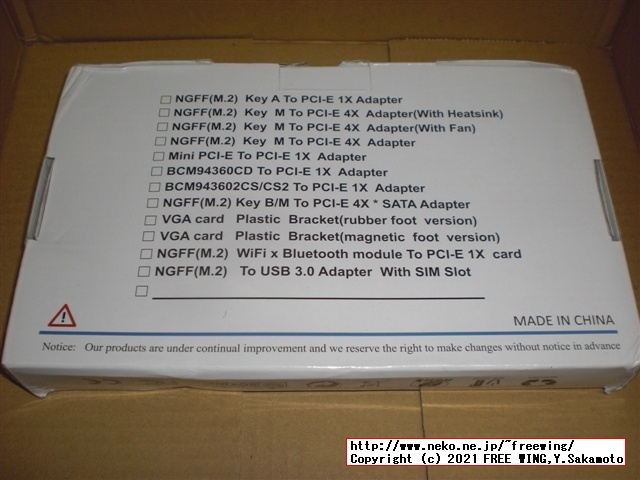 NGFF(M.2) Key A To PCI-E 1X Adapter
NGFF(M.2) Key M To PCI-E 4X Adapter(With Heatsink)
NGFF(M.2) Key M To PCI-E 4X Adapter(With Fan)
NGFF(M.2) Key M To PCI-E 4X Adapter
Mini PCI-E To PCI-E 1X Adapter
BCM94360CD To PCI-E 1X Adapter
BCM943602CS/CS2 To PCI-E 1X Adapter
NGFF(M.2) Key B/M To PCI-E 4X * SATA Adapter
VGA card Plastic Bracket(rubber foot version)
VGA card Plastic Bracket(magnetic foot version)
NGFF(M.2) WiFi x Bluetooth module To PCI-E 1X card
NGFF(M.2) To USB 3.0 Adapter With SIM Slot
MADE IN CHINA
Notice: Our products are under continual improvement and we reserve the right to make changes without notice in advance
http://www.neko.ne.jp/~freewing/
Copyright (c) 2021 FREE WING,Y.Sakamoto